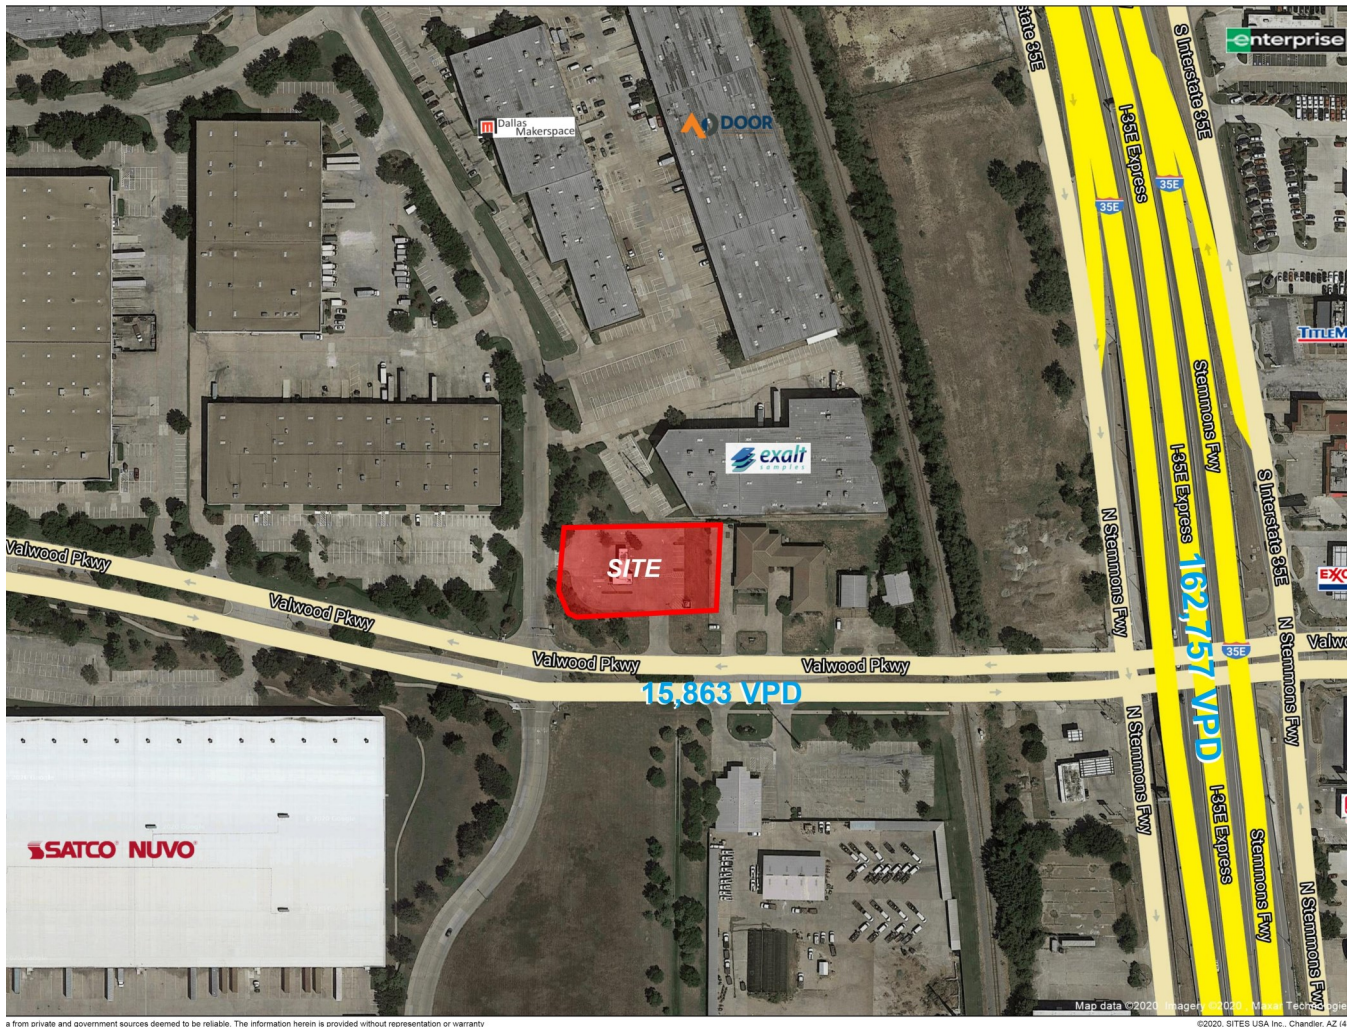 state 35E
S Interstate 35E
enterprise
Dallas
Makerspace
DOOR
I-35E Express
35E
35E
TITLEM
Stemmons Fwy
exalt
samples
N Stemmons Fwy
I-35E Express
S Interstate 35E
Valwood Pkwy
SITE
EXXO
162,757 VPD
Valwood Pkwy
Valwood Pkwy
Valwood Pkwy
35E
Valwo
N Stemmons Fwy
15,863 VPD
N Stemmons Fwy
I-35E Express
Stemmons Fwy
SATCO NUVO
N Stemmons Fwy
Map data ©2020 Imagery ©2020 , Maxar Technologie
a from private and government sources deemed to be reliable. The information herein is provided without representation or warranty
©2020, SITES USA Inc., Chandler, AZ (4